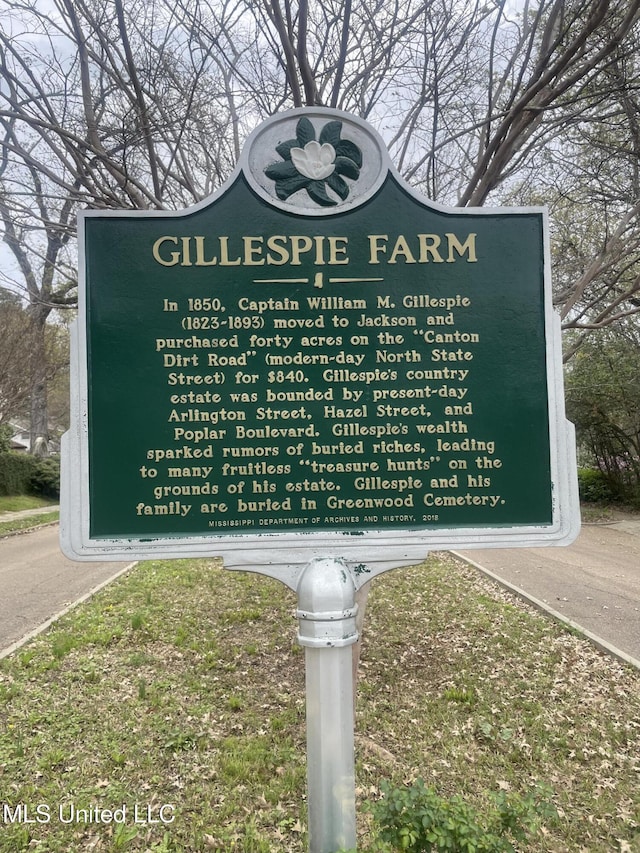 GILLESPIE FARM
In 1850, Captain William M. Gillespie
(1823-1893) moved to Jackson and
purchased forty acres on the "Canton
Dirt Road" (modern-day North State
Street) for $840. Gillespie's country
estate was bounded by present-day
Arlington Street, Hazel Street, and
Poplar Boulevard. Gillespie's wealth
sparked rumors of buried riches, leading
to many fruitless "treasure hunts" on the
grounds of his estate. Gillespie and his
family are buried in Greenwood Cemetery.
MISSISSIPPI DEPARTMENT OF ARCHIVES AND HISTORY, 2018
MLS United LLC